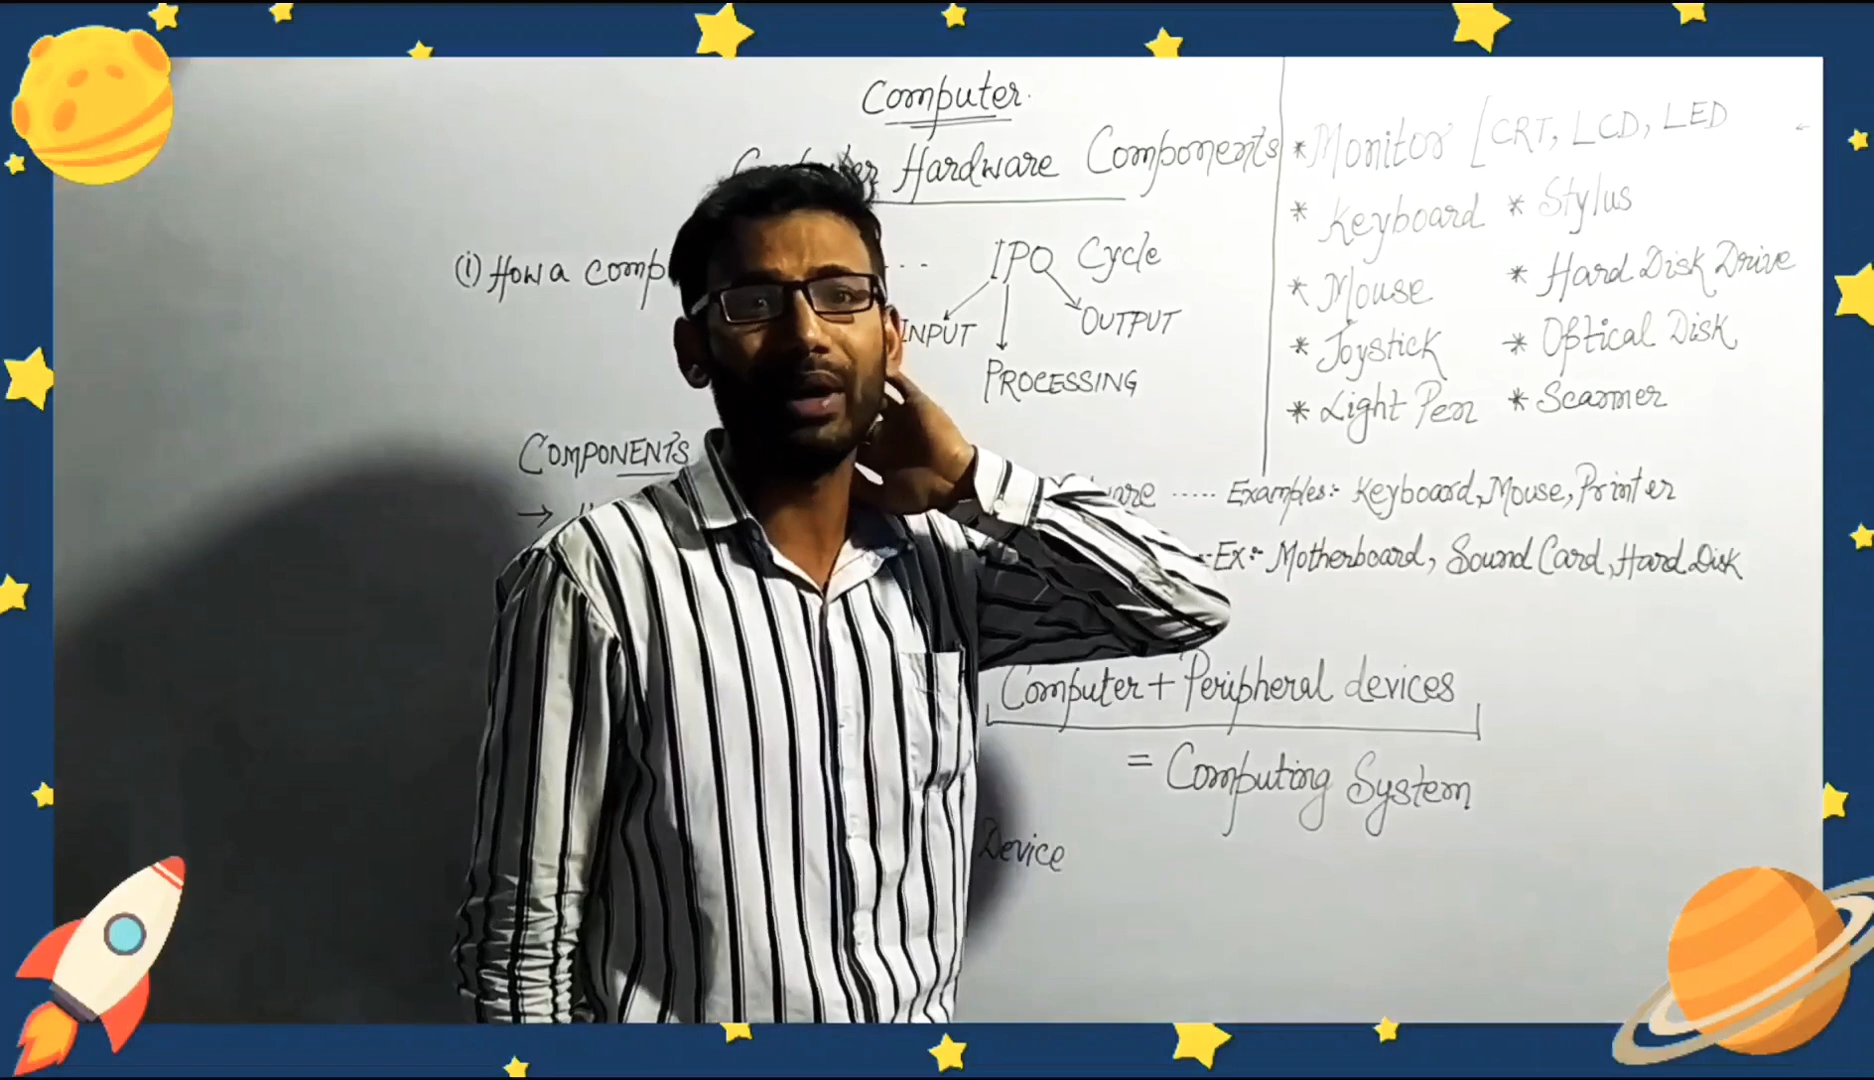 Computer
Computer Hardware Components
(i) How a comp
IPO Cycle
INPUT
OUTPUT
PROCESSING
COMPONENTS
→
..... Examples:- Keyboard, Mouse, Printer
Ex:- Motherboard, Sound Card, Hard Disk
Computer + Peripheral devices
= Computing System
Device
* Monitor [CRT, LCD, LED
* Keyboard * Stylus
* Mouse * Hard Disk Drive
* Joystick * Optical Disk
* Light Pen * Scanner